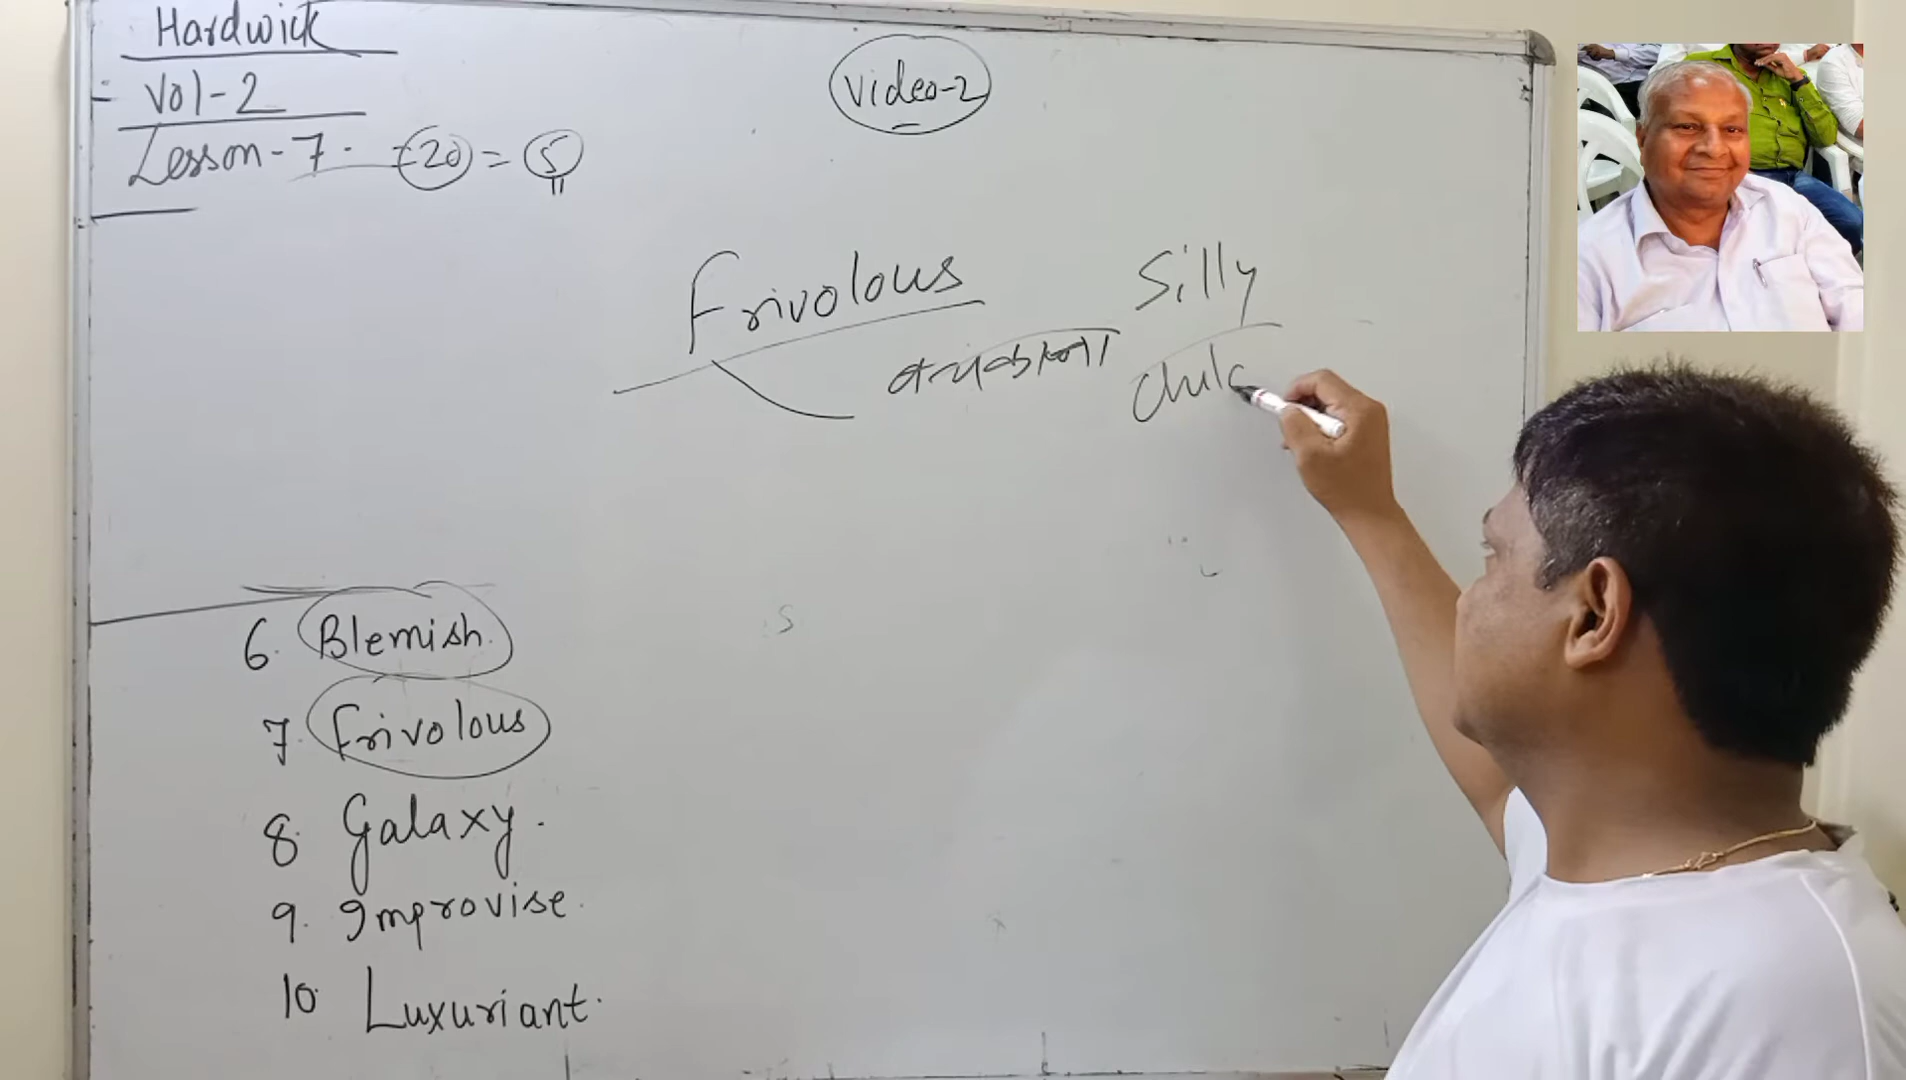 Hardwick
Vol-2
Lesson-7. -20 = 5
Video-2
Frivolous
Silly
6. Blemish.
7. Frivolous
8. Galaxy.
9. Improvise.
10. Luxuriant.